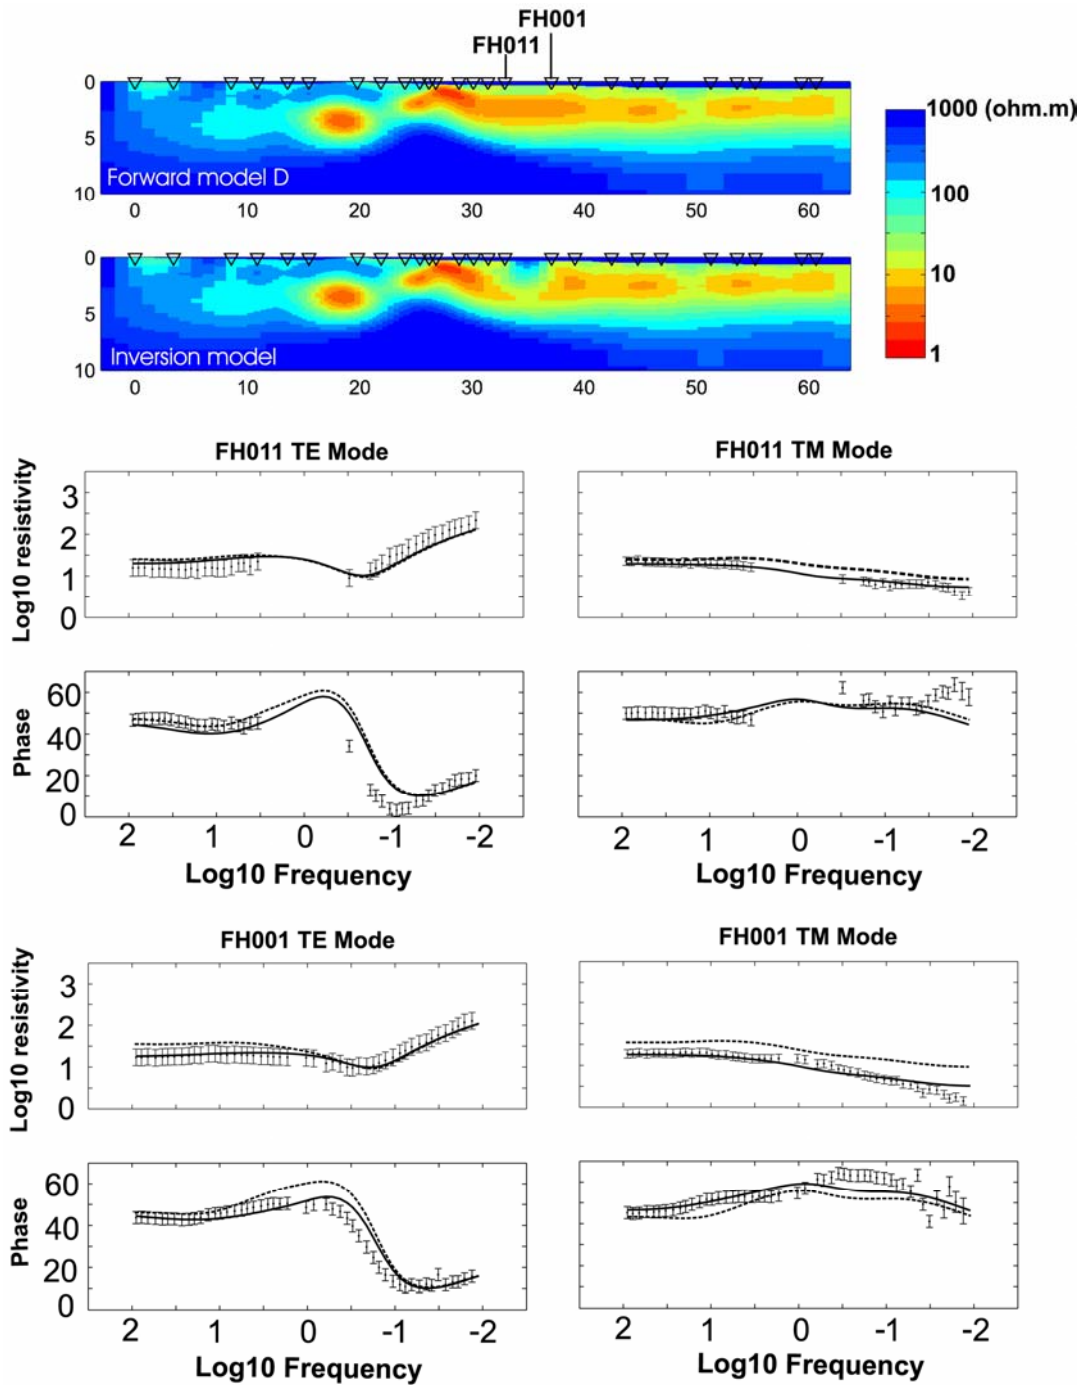 FH001
FH011
0
5
10
Forward model D
0 10 20 30 40 50 60
1000 (ohm.m)
100
10
1
0
5
10
Inversion model
0 10 20 30 40 50 60
FH011 TE Mode
Log10 resistivity
3
2
1
0
Phase
60
40
20
0
2 1 0 -1 -2
Log10 Frequency
FH011 TM Mode
2 1 0 -1 -2
Log10 Frequency
FH001 TE Mode
Log10 resistivity
3
2
1
0
Phase
60
40
20
0
2 1 0 -1 -2
Log10 Frequency
FH001 TM Mode
2 1 0 -1 -2
Log10 Frequency